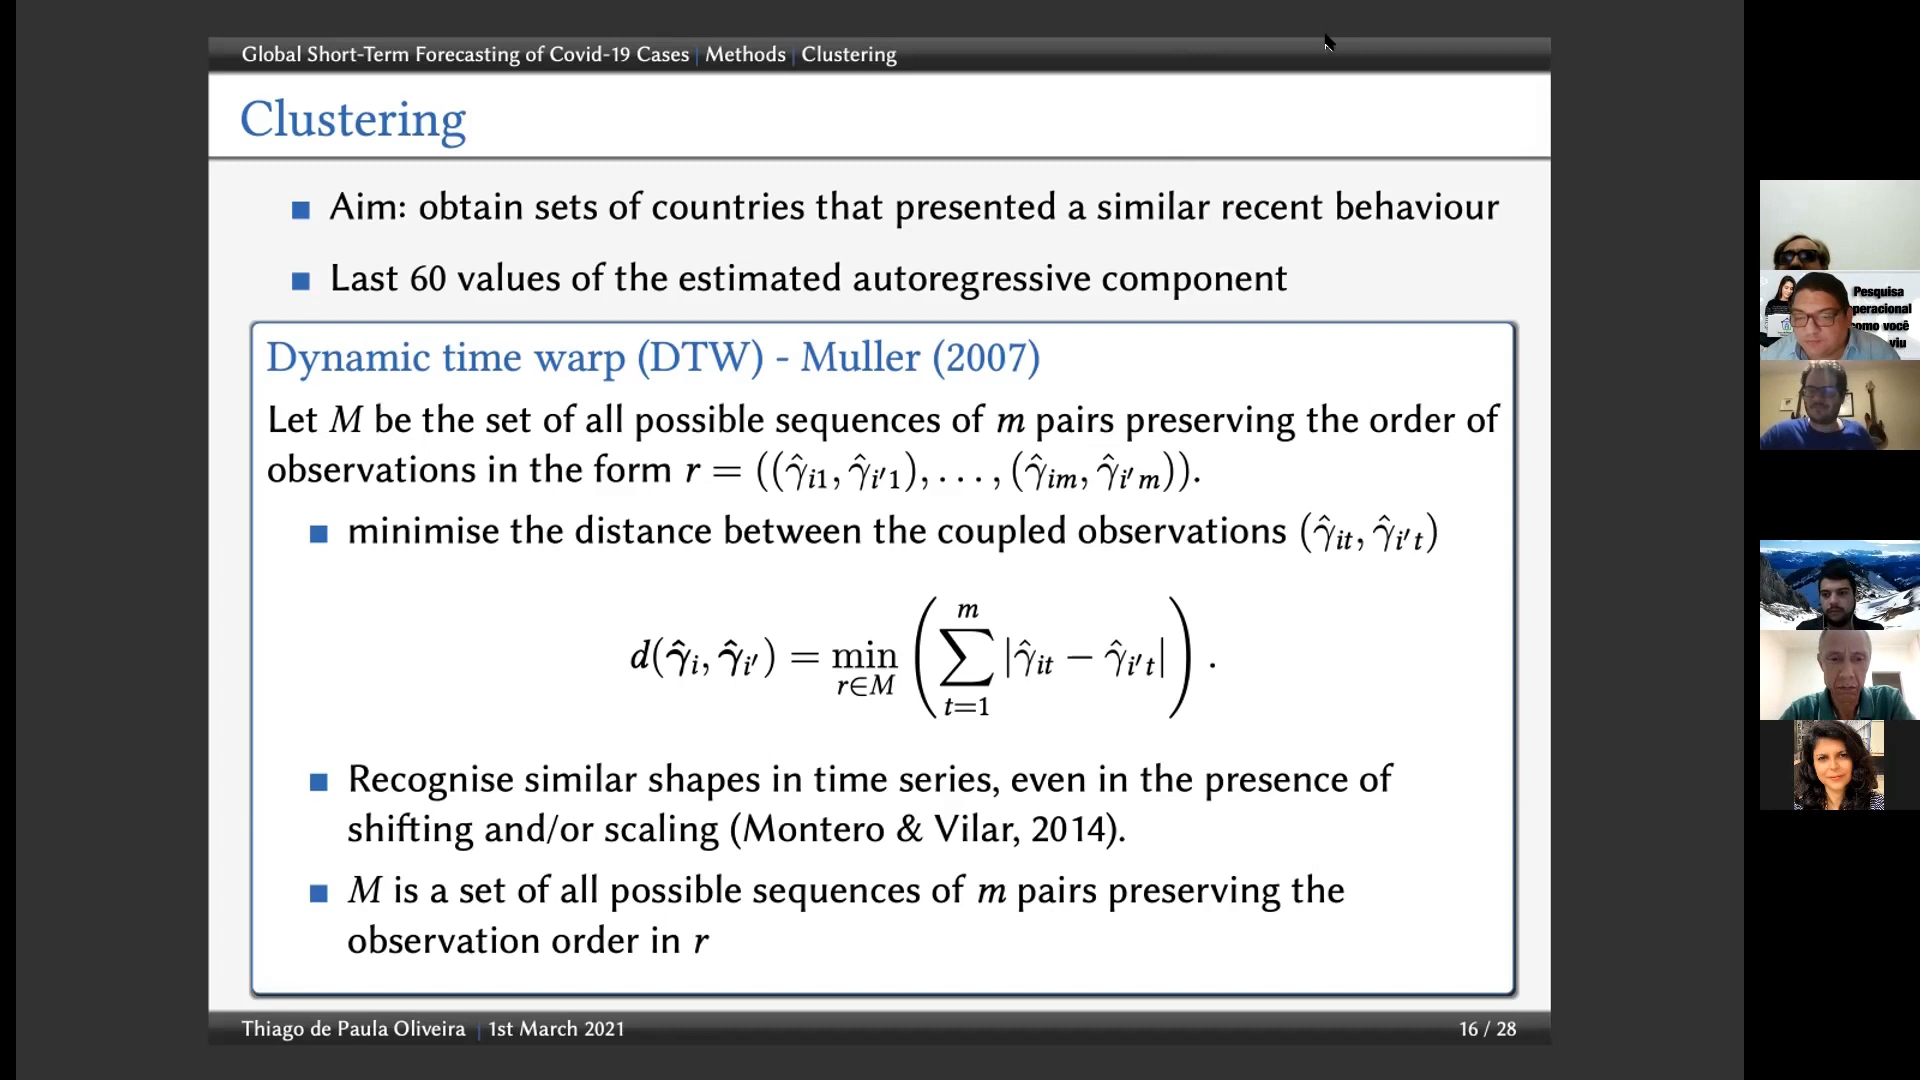 Global Short-Term Forecasting of Covid-19 Cases | Methods | Clustering
Clustering
Aim: obtain sets of countries that presented a similar recent behaviour
Last 60 values of the estimated autoregressive component
Dynamic time warp (DTW) - Muller (2007)
Let M be the set of all possible sequences of m pairs preserving the order of
observations in the form r = ((γ̂_{i1}, γ̂_{i′1}), . . . , (γ̂_{im}, γ̂_{i′m})).
minimise the distance between the coupled observations (γ̂_{it}, γ̂_{i′t})
d(γ̂_i, γ̂_{i′}) = min_{r∈M} (∑_{t=1}^{m} |γ̂_{it} − γ̂_{i′t}|) .
Recognise similar shapes in time series, even in the presence of
shifting and/or scaling (Montero & Vilar, 2014).
M is a set of all possible sequences of m pairs preserving the
observation order in r
Thiago de Paula Oliveira | 1st March 2021
16 / 28
Pesquisa
peracional
omo você
viu